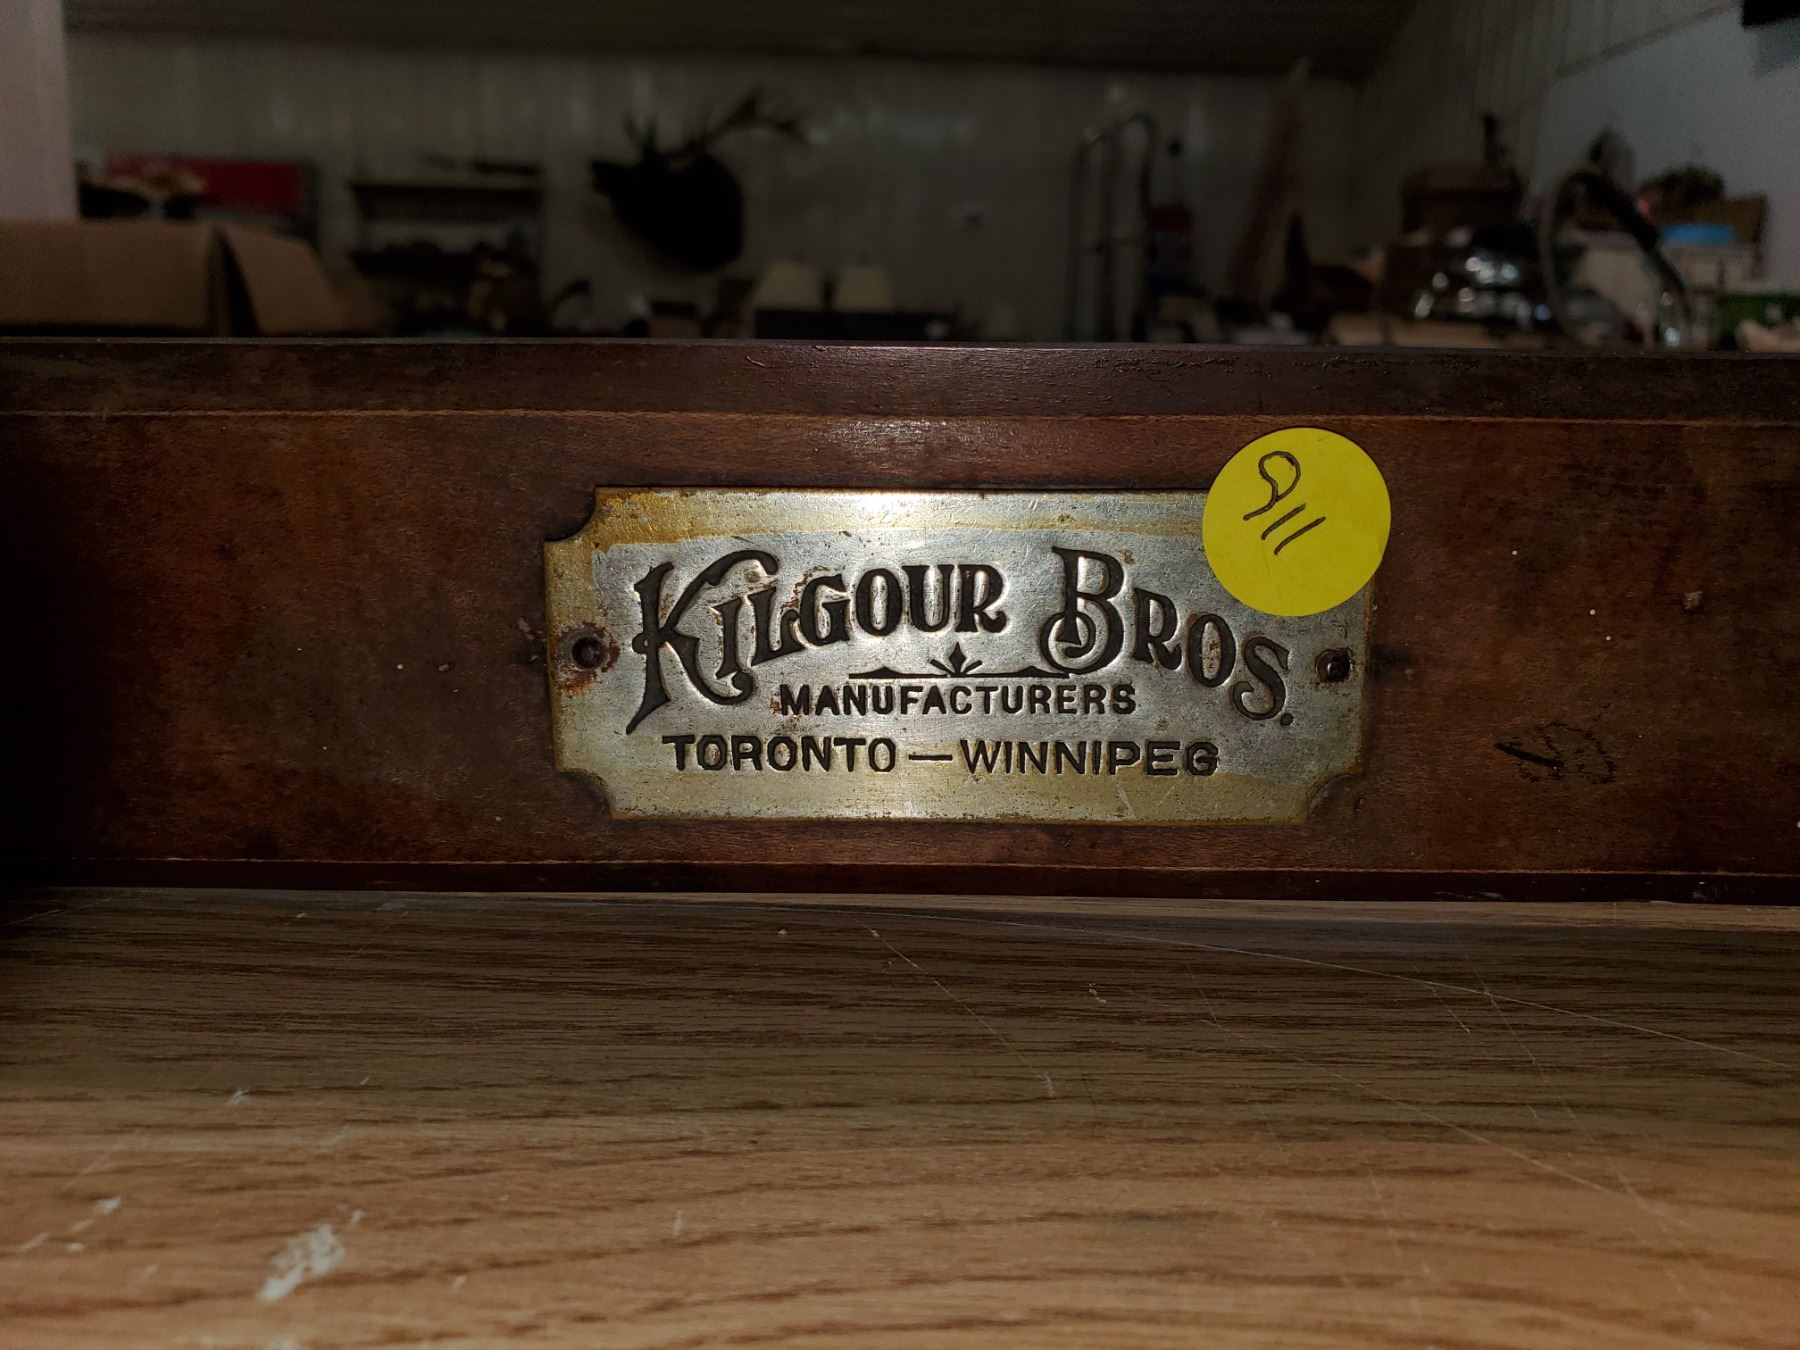 911
KILGOUR BROS.
MANUFACTURERS
TORONTO — WINNIPEG